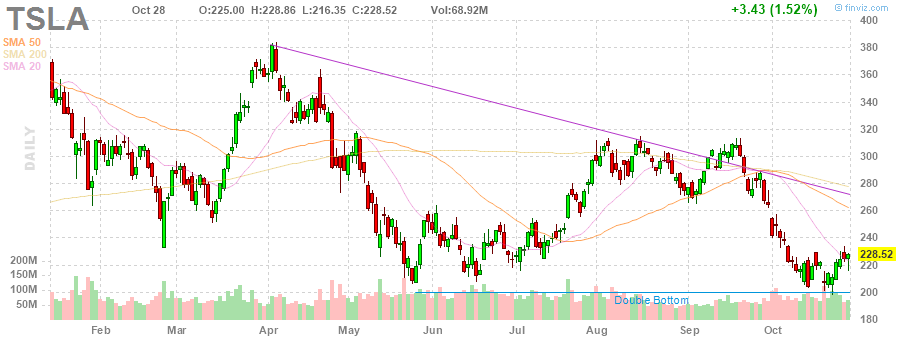 TSLA Oct 28 O:225.00 H:228.86 L:216.35 C:228.52 Vol:68.92M +3.43 (1.52%) @ finviz.com
SMA 50
SMA 200
SMA 20
DAILY
400
380
360
340
320
300
280
260
240
228.52
220
200
200M
150M
100M
50M
Double Bottom
Feb Mar Apr May Jun Jul Aug Sep Oct